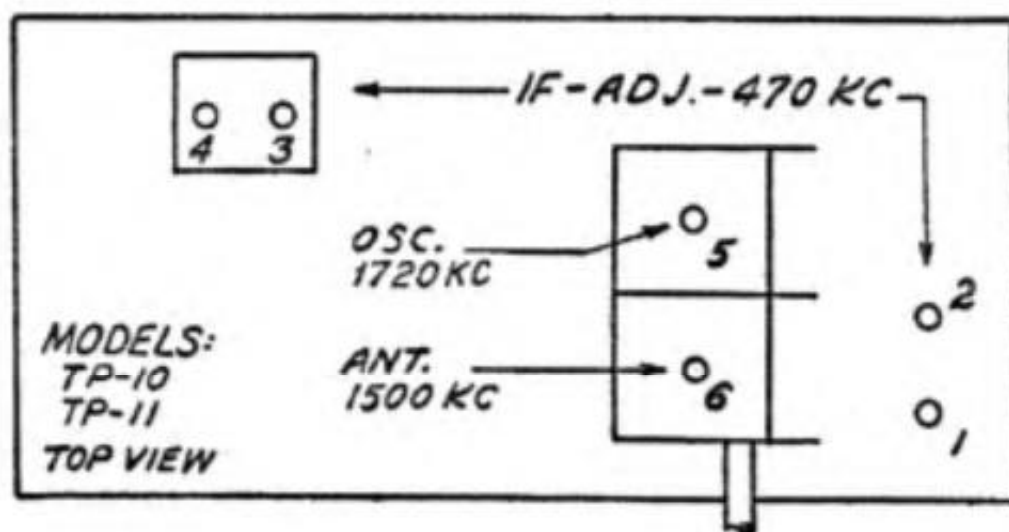 IF-ADJ.-470 KC
4 3
OSC.
1720 KC
5
2
MODELS:
TP-10
TP-11
TOP VIEW
ANT.
1500 KC
6
1